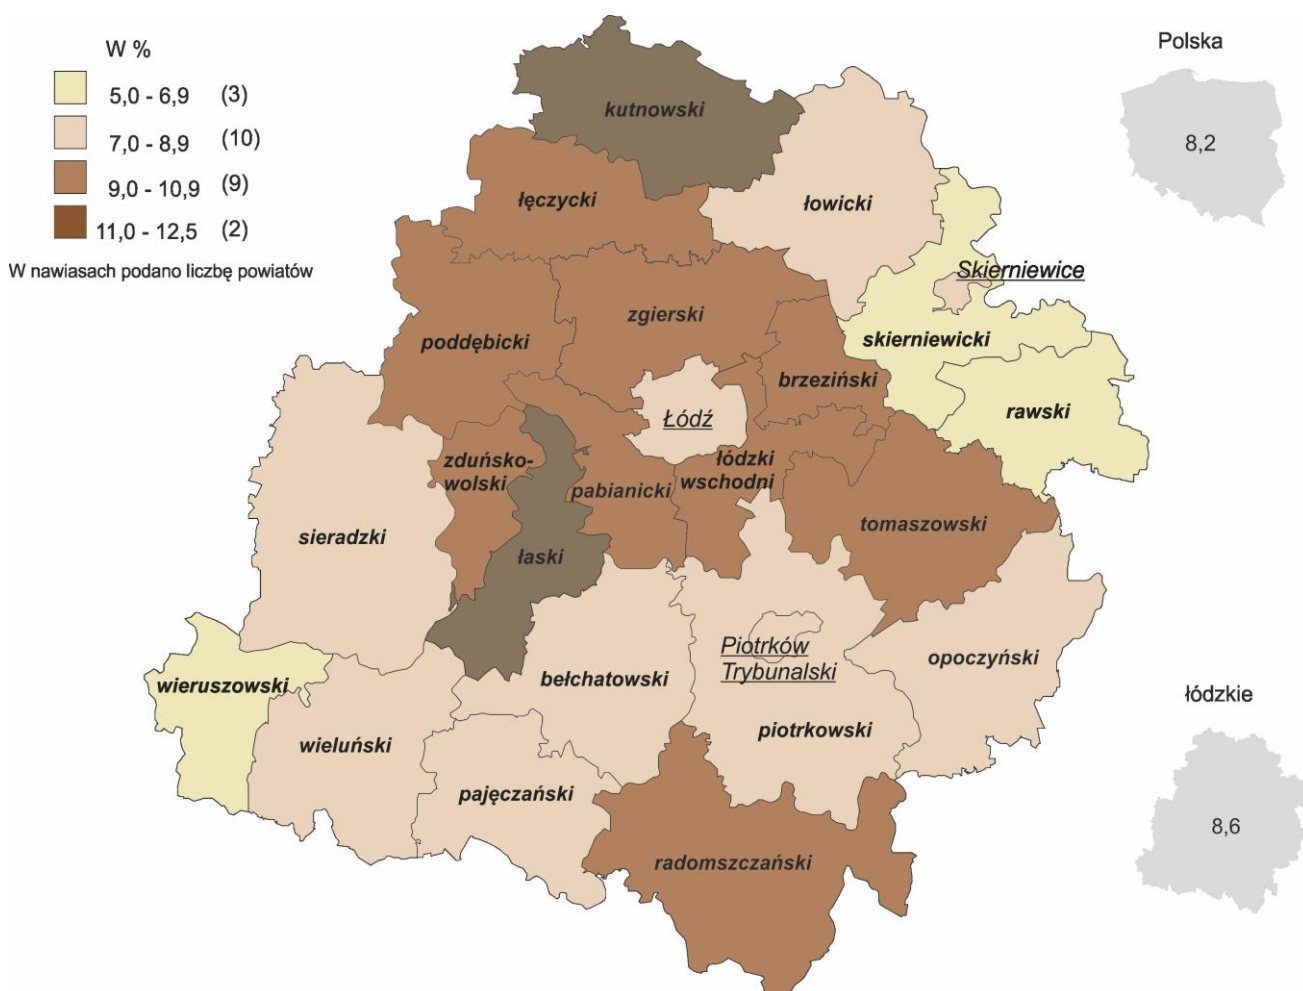 W %
5,0 - 6,9 (3)
7,0 - 8,9 (10)
9,0 - 10,9 (9)
11,0 - 12,5 (2)
W nawiasach podano liczbę powiatów
Polska
8,2
kutnowski
łęczycki
łowicki
Skierniewice
zgierski
skierniewicki
poddębicki
brzeziński
rawski
Łódź
zduńsko-
wolski
łódzki
wschodni
pabianicki
tomaszowski
sieradzki
łaski
Piotrków
Trybunalski
opoczyński
bełchatowski
wieruszowski
łódzkie
8,6
piotrkowski
wieluński
pajęczański
radomszczański